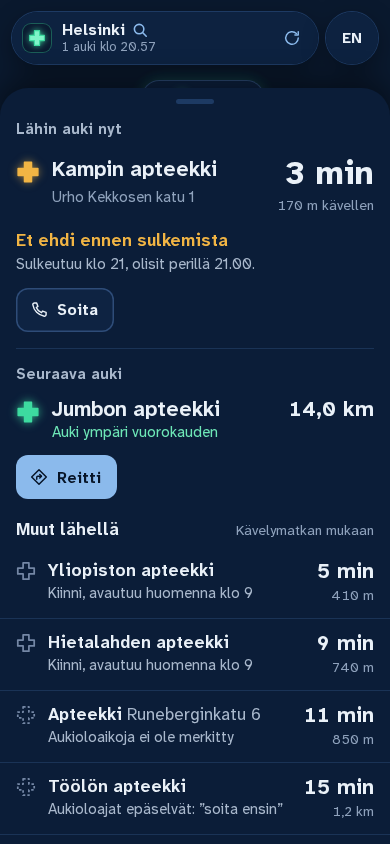 Helsinki
1 auki klo 20.57
EN
Lähin auki nyt
Kampin apteekki
3 min
Urho Kekkosen katu 1
170 m kävellen
Et ehdi ennen sulkemista
Sulkeutuu klo 21, olisit perillä 21.00.
Soita
Seuraava auki
Jumbon apteekki
14,0 km
Auki ympäri vuorokauden
Reitti
Muut lähellä
Kävelymatkan mukaan
Yliopiston apteekki
5 min
Kiinni, avautuu huomenna klo 9
410 m
Hietalahden apteekki
9 min
Kiinni, avautuu huomenna klo 9
740 m
Apteekki Runeberginkatu 6
11 min
Aukioloaikoja ei ole merkitty
850 m
Töölön apteekki
15 min
Aukioloajat epäselvät: ”soita ensin”
1,2 km